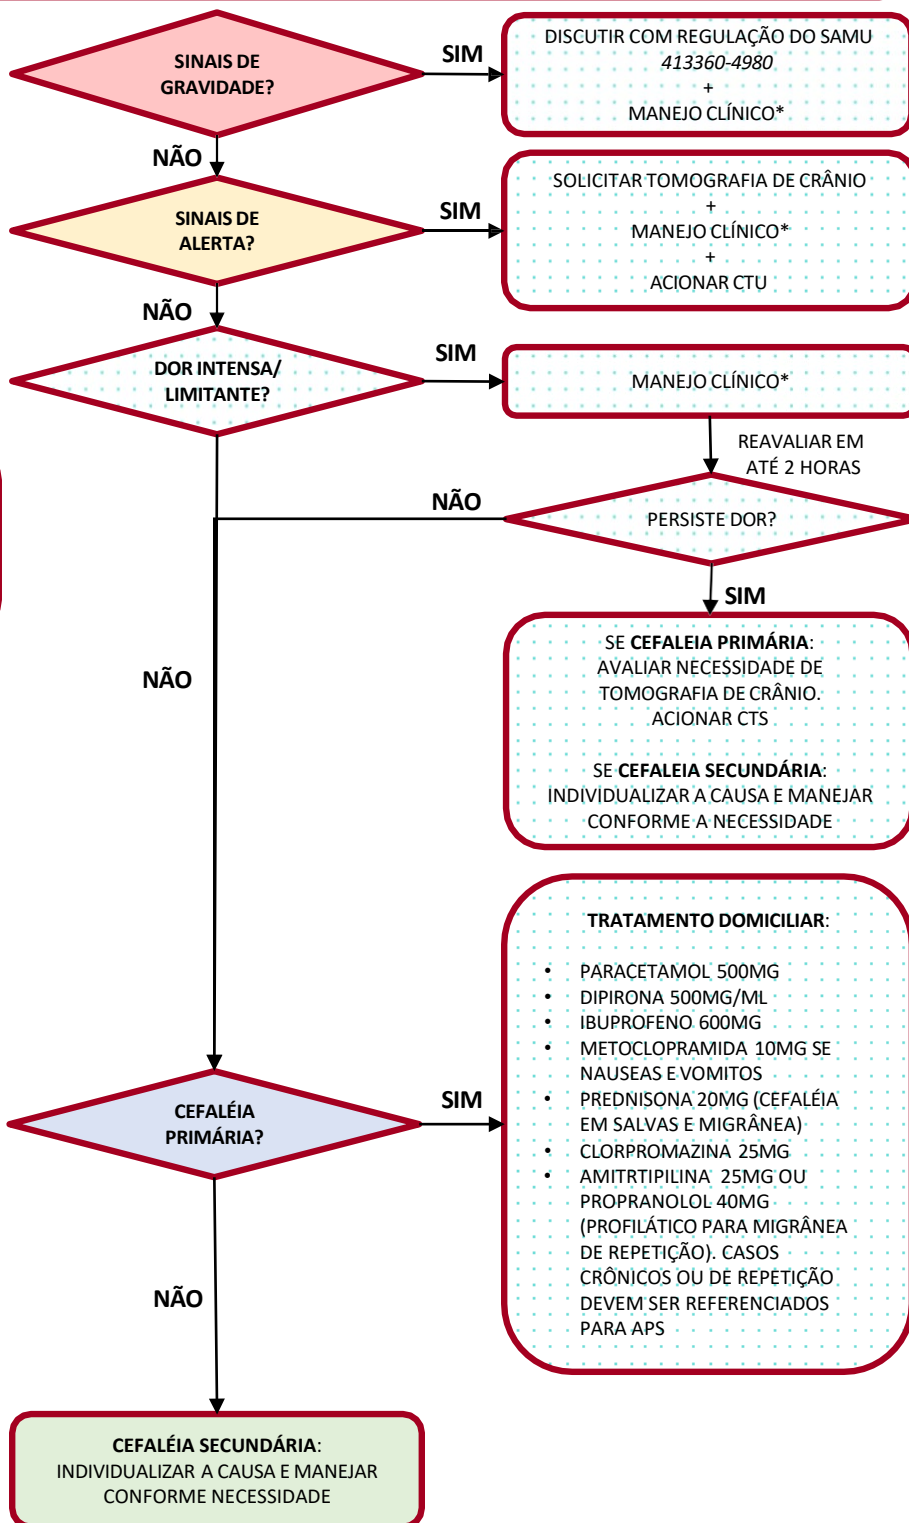 SINAIS DE
GRAVIDADE?
SIM
DISCUTIR COM REGULAÇÃO DO SAMU
413360-4980
+
MANEJO CLÍNICO*
NÃO
SINAIS DE
ALERTA?
SIM
SOLICITAR TOMOGRAFIA DE CRÂNIO
+
MANEJO CLÍNICO*
+
ACIONAR CTU
NÃO
DOR INTENSA/
LIMITANTE?
SIM
MANEJO CLÍNICO*
REAVALIAR EM
ATÉ 2 HORAS
NÃO
PERSISTE DOR?
SIM
SE CEFALEIA PRIMÁRIA:
AVALIAR NECESSIDADE DE
TOMOGRAFIA DE CRÂNIO.
ACIONAR CTS
SE CEFALEIA SECUNDÁRIA:
INDIVIDUALIZAR A CAUSA E MANEJAR
CONFORME A NECESSIDADE
NÃO
CEFALÉIA
PRIMÁRIA?
SIM
TRATAMENTO DOMICILIAR:
• PARACETAMOL 500MG
• DIPIRONA 500MG/ML
• IBUPROFENO 600MG
• METOCLOPRAMIDA 10MG SE
NAUSEAS E VOMITOS
• PREDNISONA 20MG (CEFALÉIA
EM SALVAS E MIGRÂNEA)
• CLORPROMAZINA 25MG
• AMITRTIPILINA 25MG OU
PROPRANOLOL 40MG
(PROFILÁTICO PARA MIGRÂNEA
DE REPETIÇÃO). CASOS
CRÔNICOS OU DE REPETIÇÃO
DEVEM SER REFERENCIADOS
PARA APS
NÃO
CEFALÉIA SECUNDÁRIA:
INDIVIDUALIZAR A CAUSA E MANEJAR
CONFORME NECESSIDADE